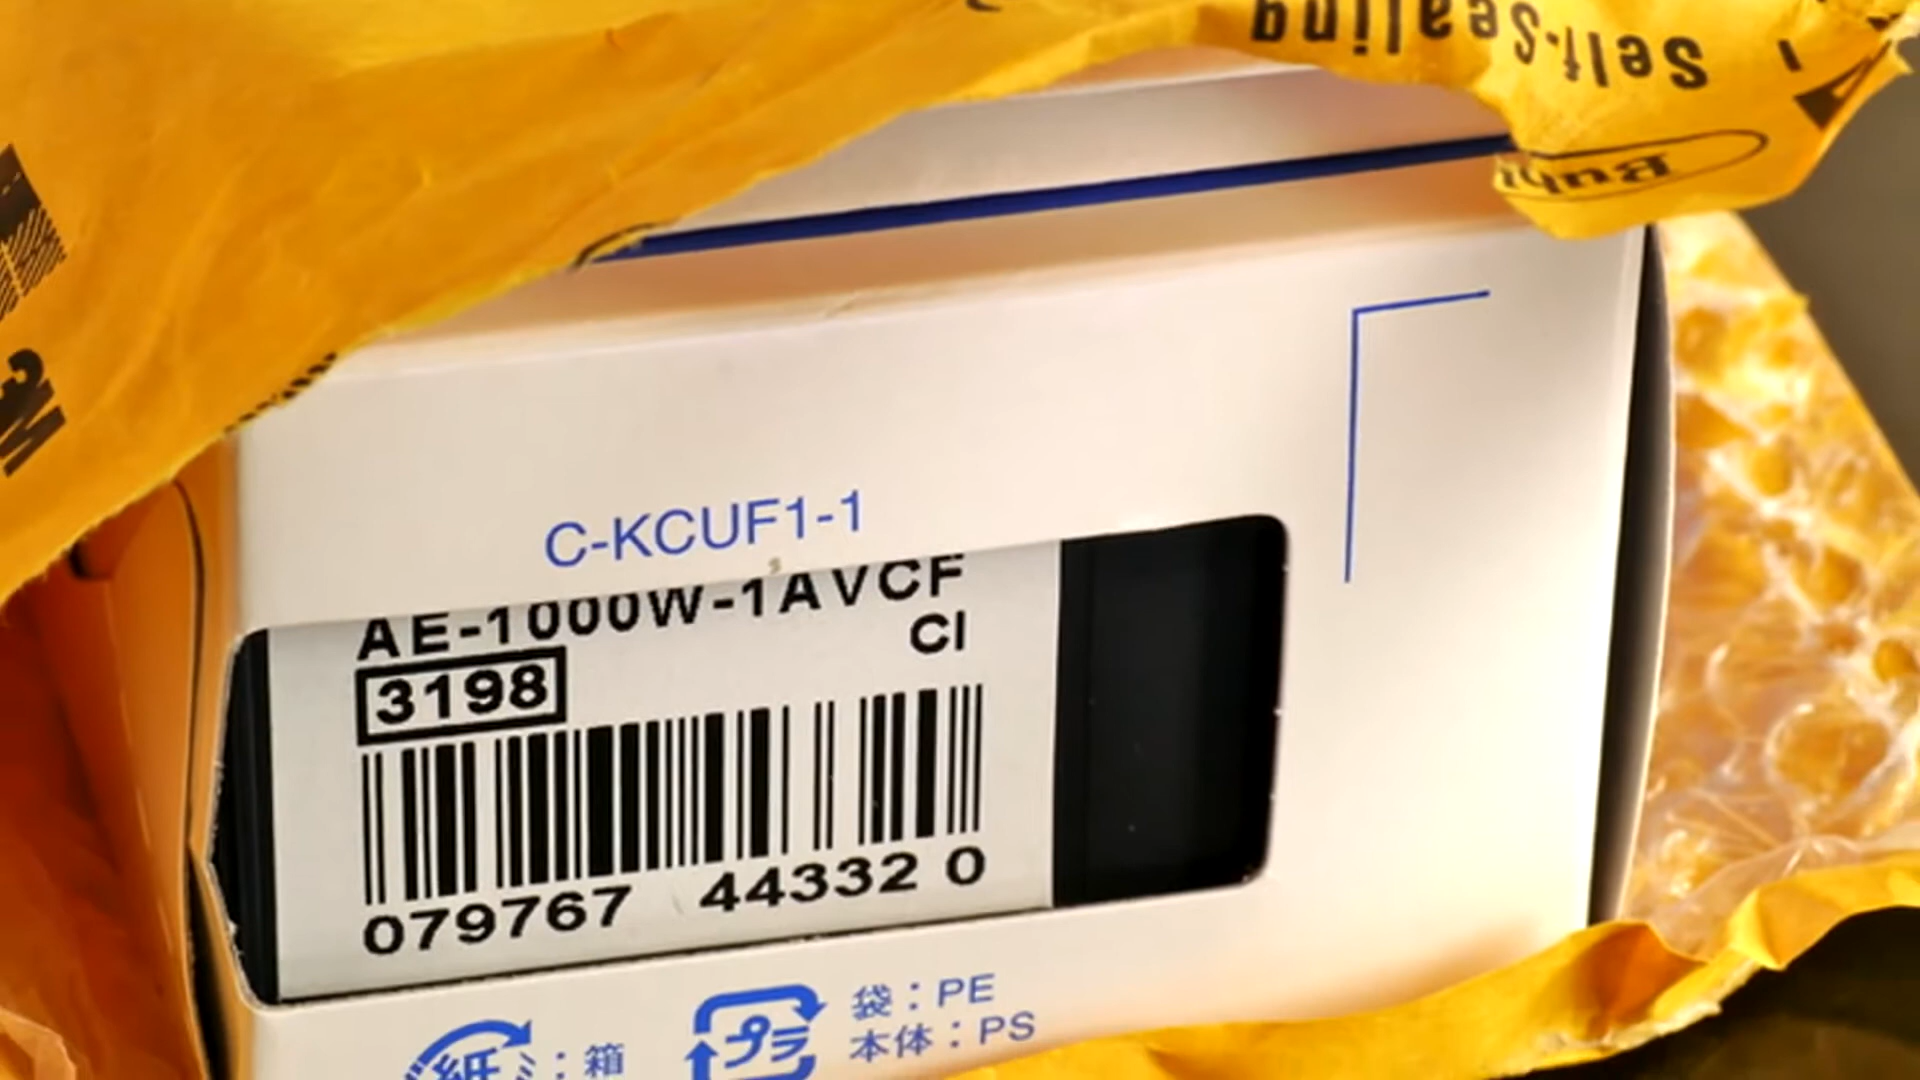 Self-Sealing
3M
C-KCUF1-1
AE-1000W-1AVCF
CI
3198
079767 44332 0
紙 : 箱
プラ
袋 : PE
本体 : PS